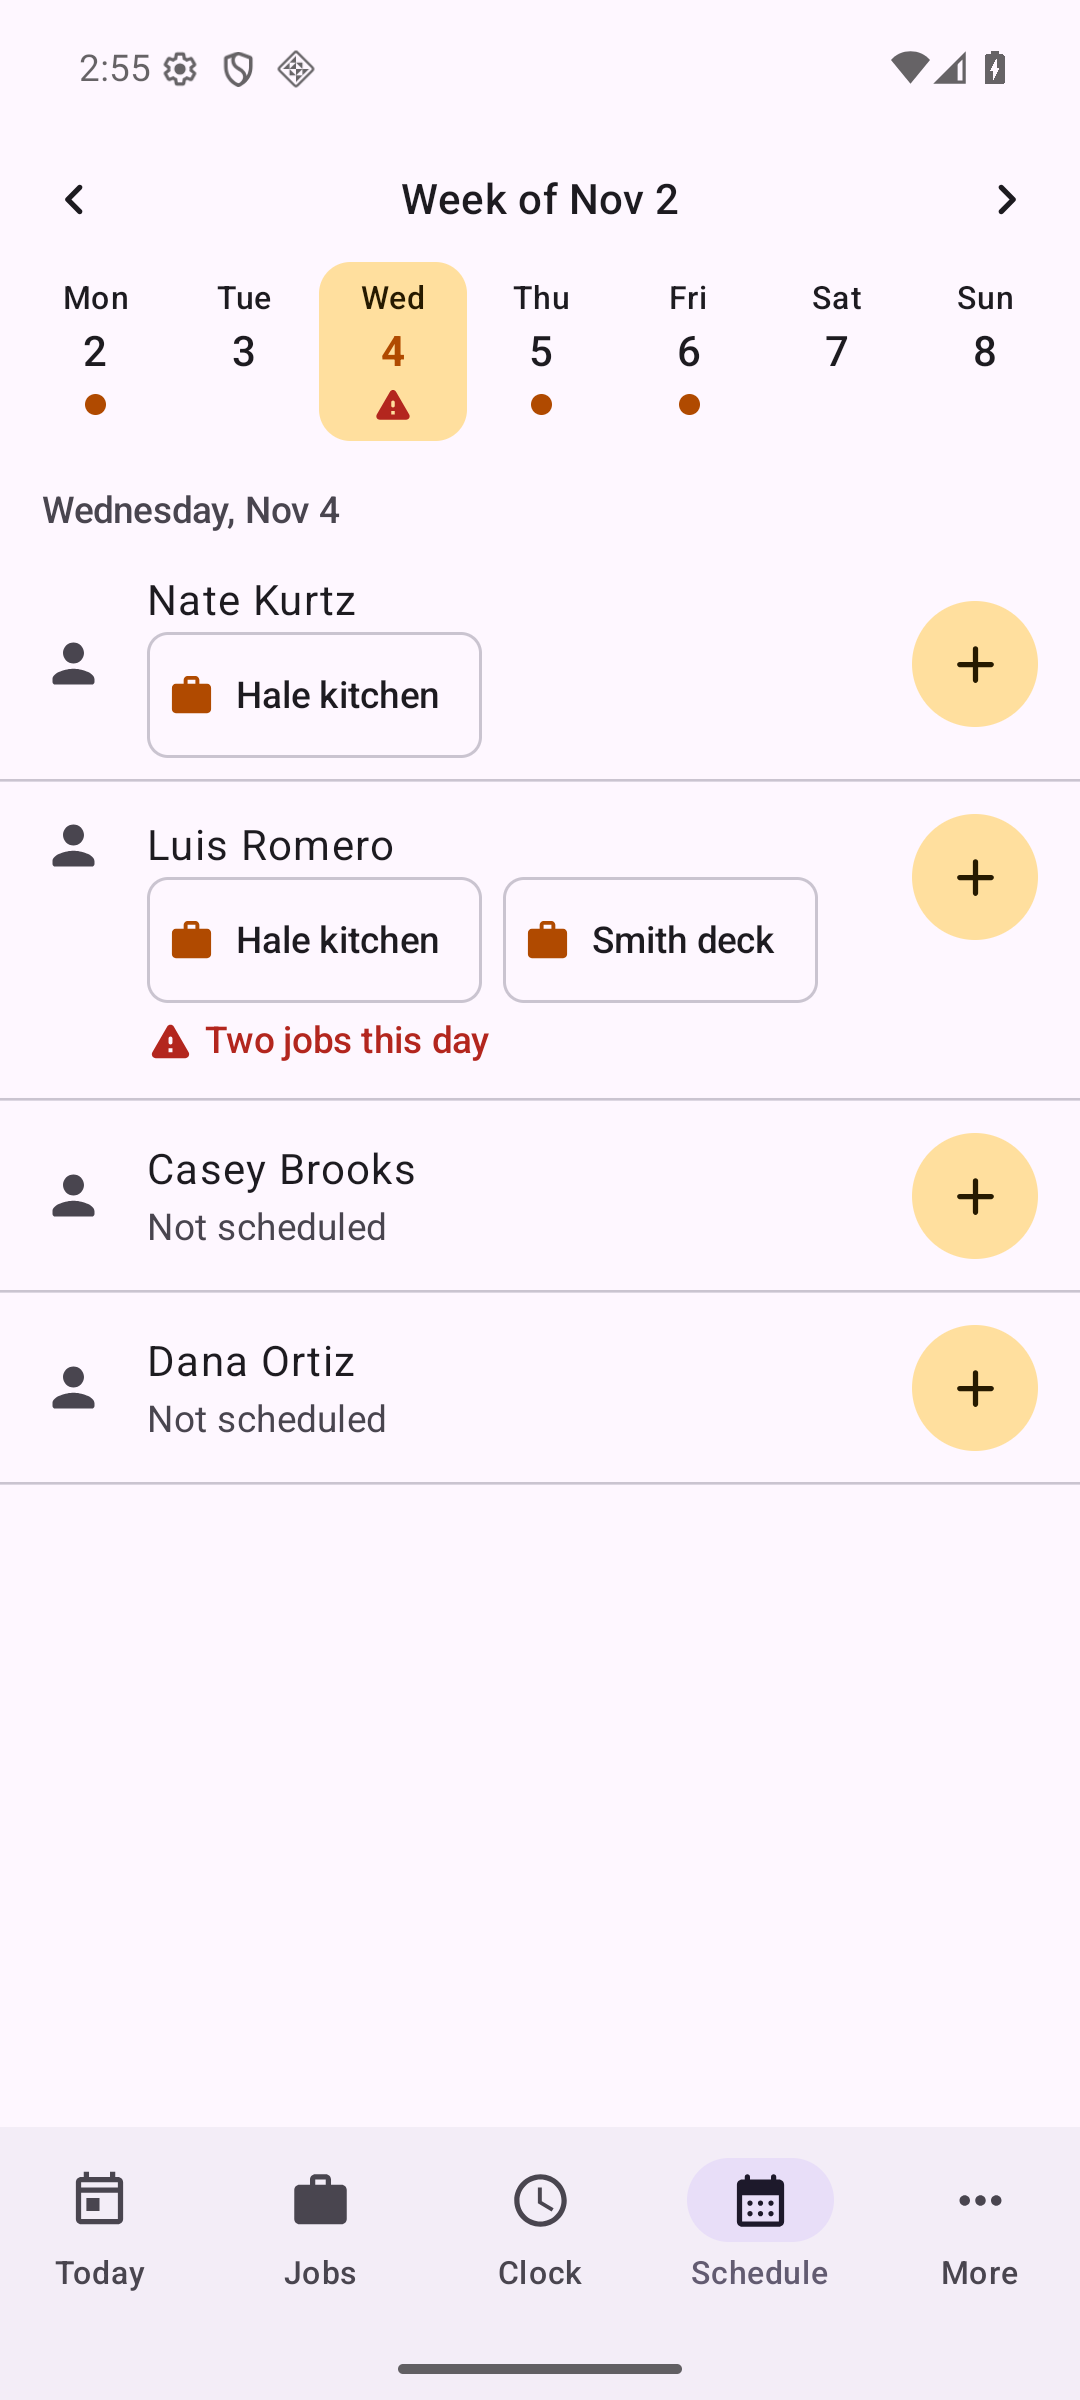 2:55
Week of Nov 2
Mon Tue Wed Thu Fri Sat Sun
2 3 4 5 6 7 8
Wednesday, Nov 4
Nate Kurtz
Hale kitchen
Luis Romero
Hale kitchen Smith deck
Two jobs this day
Casey Brooks
Not scheduled
Dana Ortiz
Not scheduled
Today Jobs Clock Schedule More